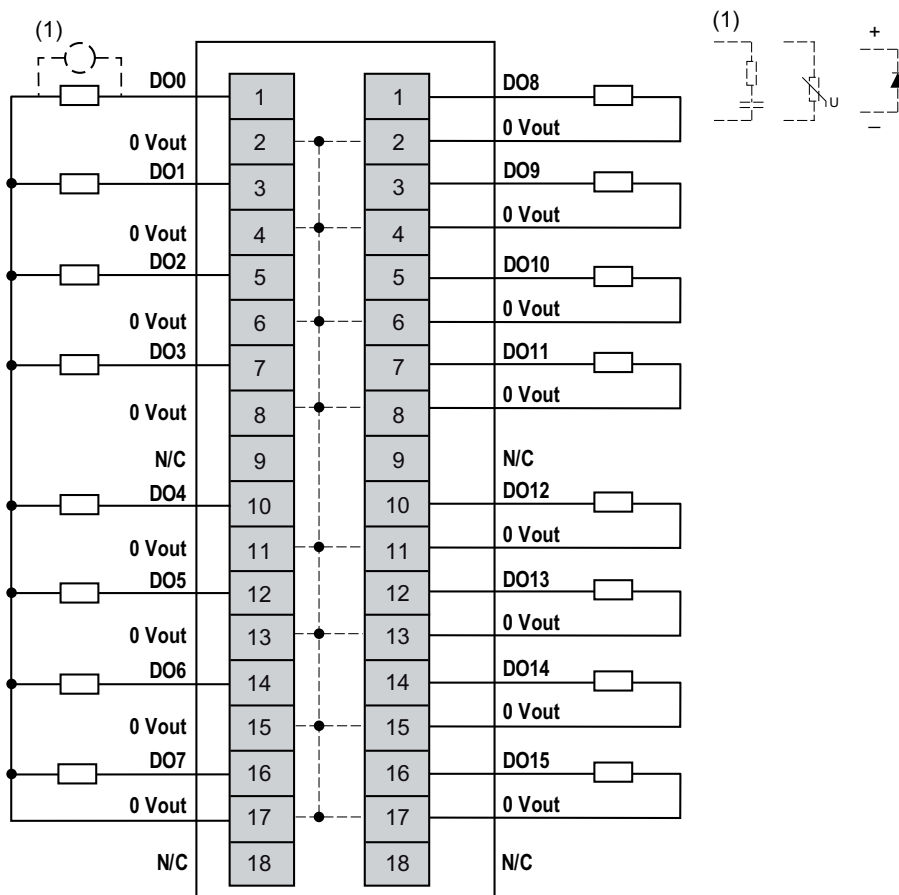 (1)
(1)
+
U
–
DO0 1 1 DO8
0 Vout 2 2 0 Vout
DO1 3 3 DO9
0 Vout 4 4 0 Vout
DO2 5 5 DO10
0 Vout 6 6 0 Vout
DO3 7 7 DO11
0 Vout 8 8 0 Vout
N/C 9 9 N/C
DO4 10 10 DO12
0 Vout 11 11 0 Vout
DO5 12 12 DO13
0 Vout 13 13 0 Vout
DO6 14 14 DO14
0 Vout 15 15 0 Vout
DO7 16 16 DO15
0 Vout 17 17 0 Vout
N/C 18 18 N/C